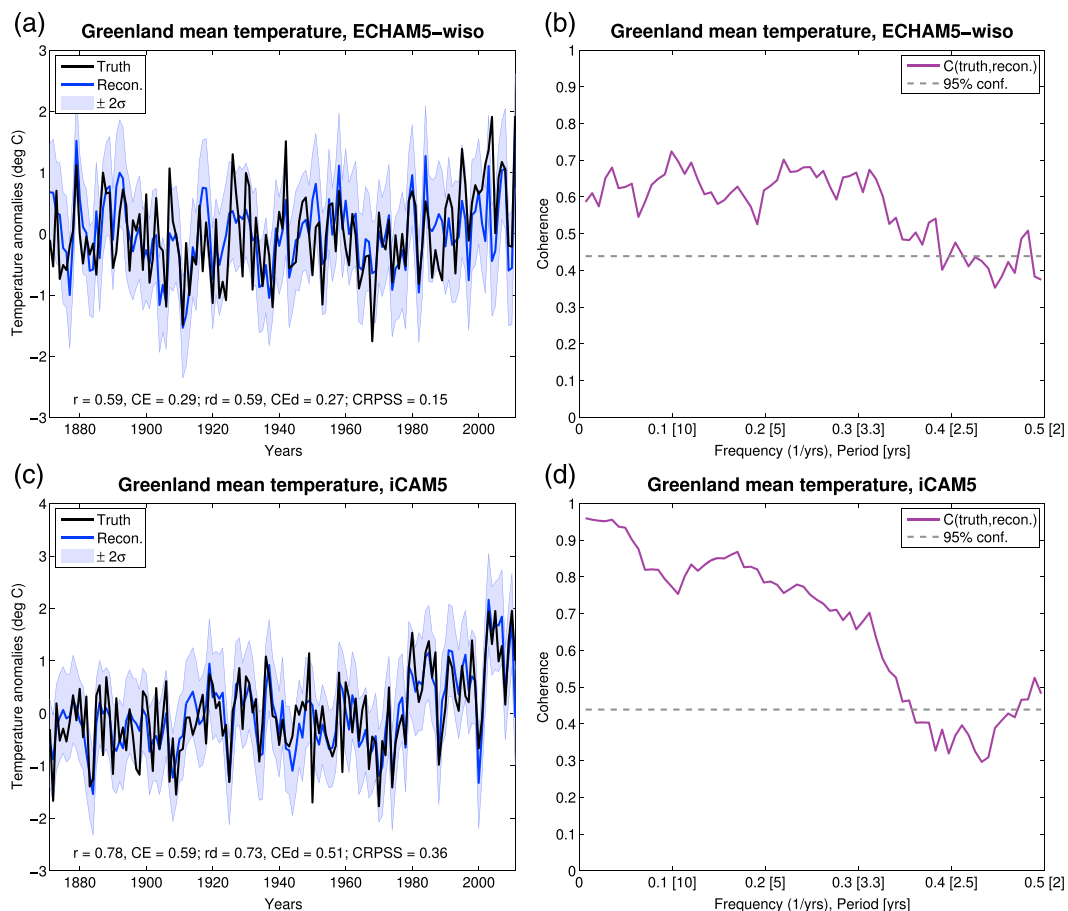 (a)
Greenland mean temperature, ECHAM5−wiso
Truth
Recon.
± 2σ
3
2
1
0
−1
−2
−3
Temperature anomalies (deg C)
r = 0.59, CE = 0.29; rd = 0.59, CEd = 0.27; CRPSS = 0.15
1880 1900 1920 1940 1960 1980 2000
Years
(b)
Greenland mean temperature, ECHAM5−wiso
C(truth,recon.)
95% conf.
1
0.9
0.8
0.7
0.6
0.5
0.4
0.3
0.2
0.1
0
Coherence
0 0.1 [10] 0.2 [5] 0.3 [3.3] 0.4 [2.5] 0.5 [2]
Frequency (1/yrs), Period [yrs]
(c)
Greenland mean temperature, iCAM5
Truth
Recon.
± 2σ
4
3
2
1
0
−1
−2
−3
Temperature anomalies (deg C)
r = 0.78, CE = 0.59; rd = 0.73, CEd = 0.51; CRPSS = 0.36
1880 1900 1920 1940 1960 1980 2000
Years
(d)
Greenland mean temperature, iCAM5
C(truth,recon.)
95% conf.
1
0.9
0.8
0.7
0.6
0.5
0.4
0.3
0.2
0.1
0
Coherence
0 0.1 [10] 0.2 [5] 0.3 [3.3] 0.4 [2.5] 0.5 [2]
Frequency (1/yrs), Period [yrs]